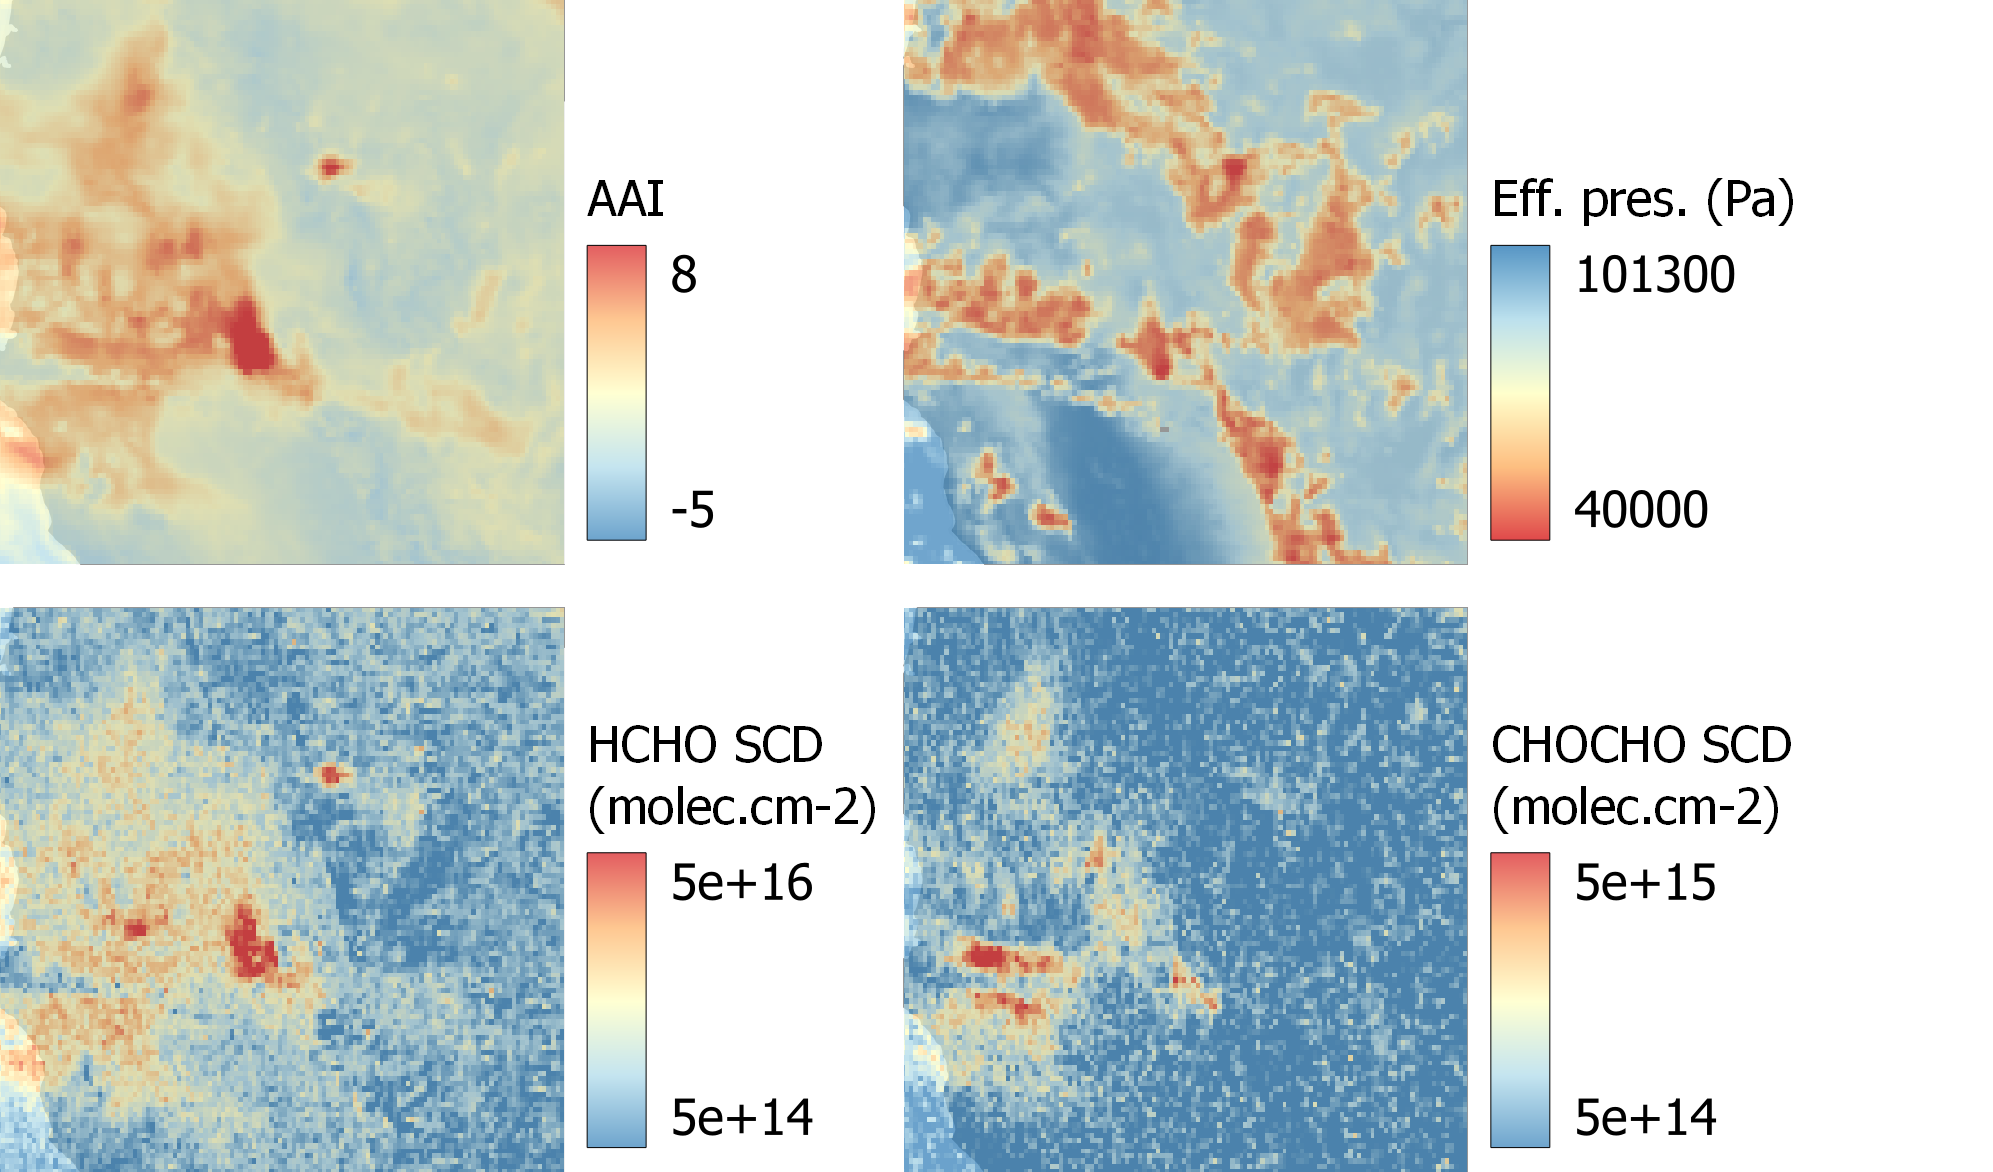 AAI
8
-5
Eff. pres. (Pa)
101300
40000
HCHO SCD
(molec.cm-2)
5e+16
5e+14
CHOCHO SCD
(molec.cm-2)
5e+15
5e+14